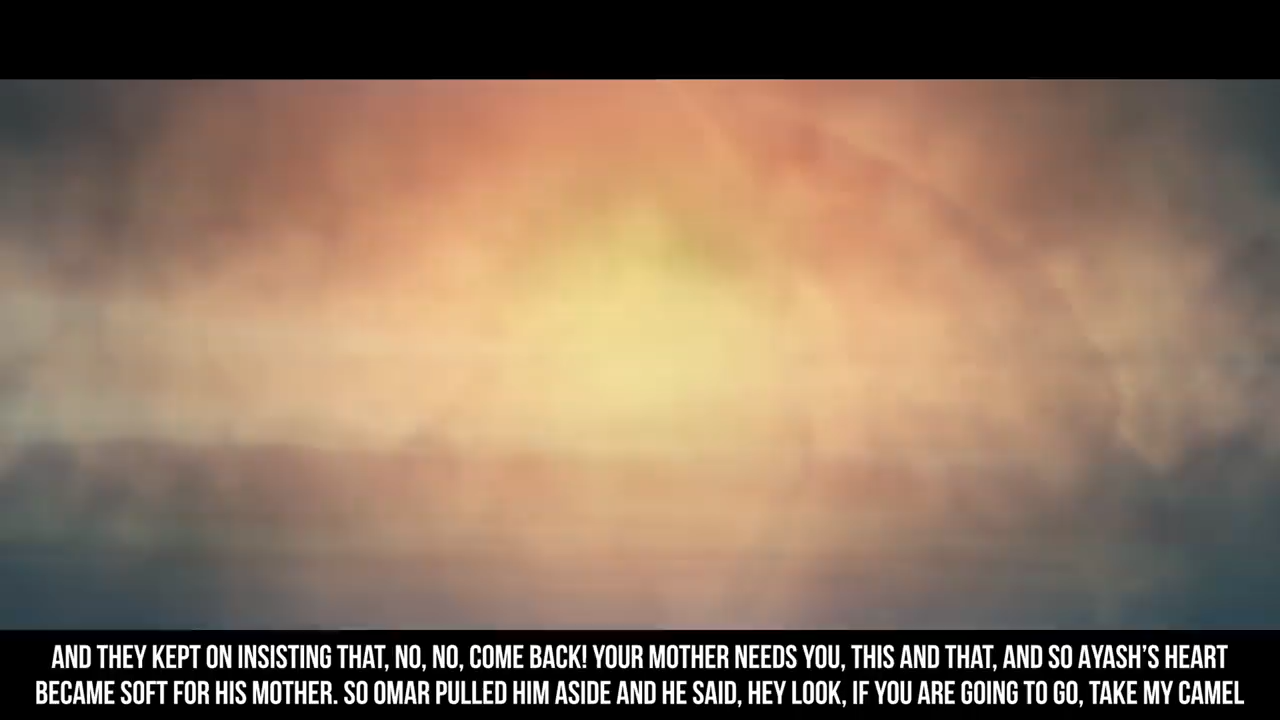 AND THEY KEPT ON INSISTING THAT, NO, NO, COME BACK! YOUR MOTHER NEEDS YOU, THIS AND THAT, AND SO AYASH'S HEART
BECAME SOFT FOR HIS MOTHER. SO OMAR PULLED HIM ASIDE AND HE SAID, HEY LOOK, IF YOU ARE GOING TO GO, TAKE MY CAMEL